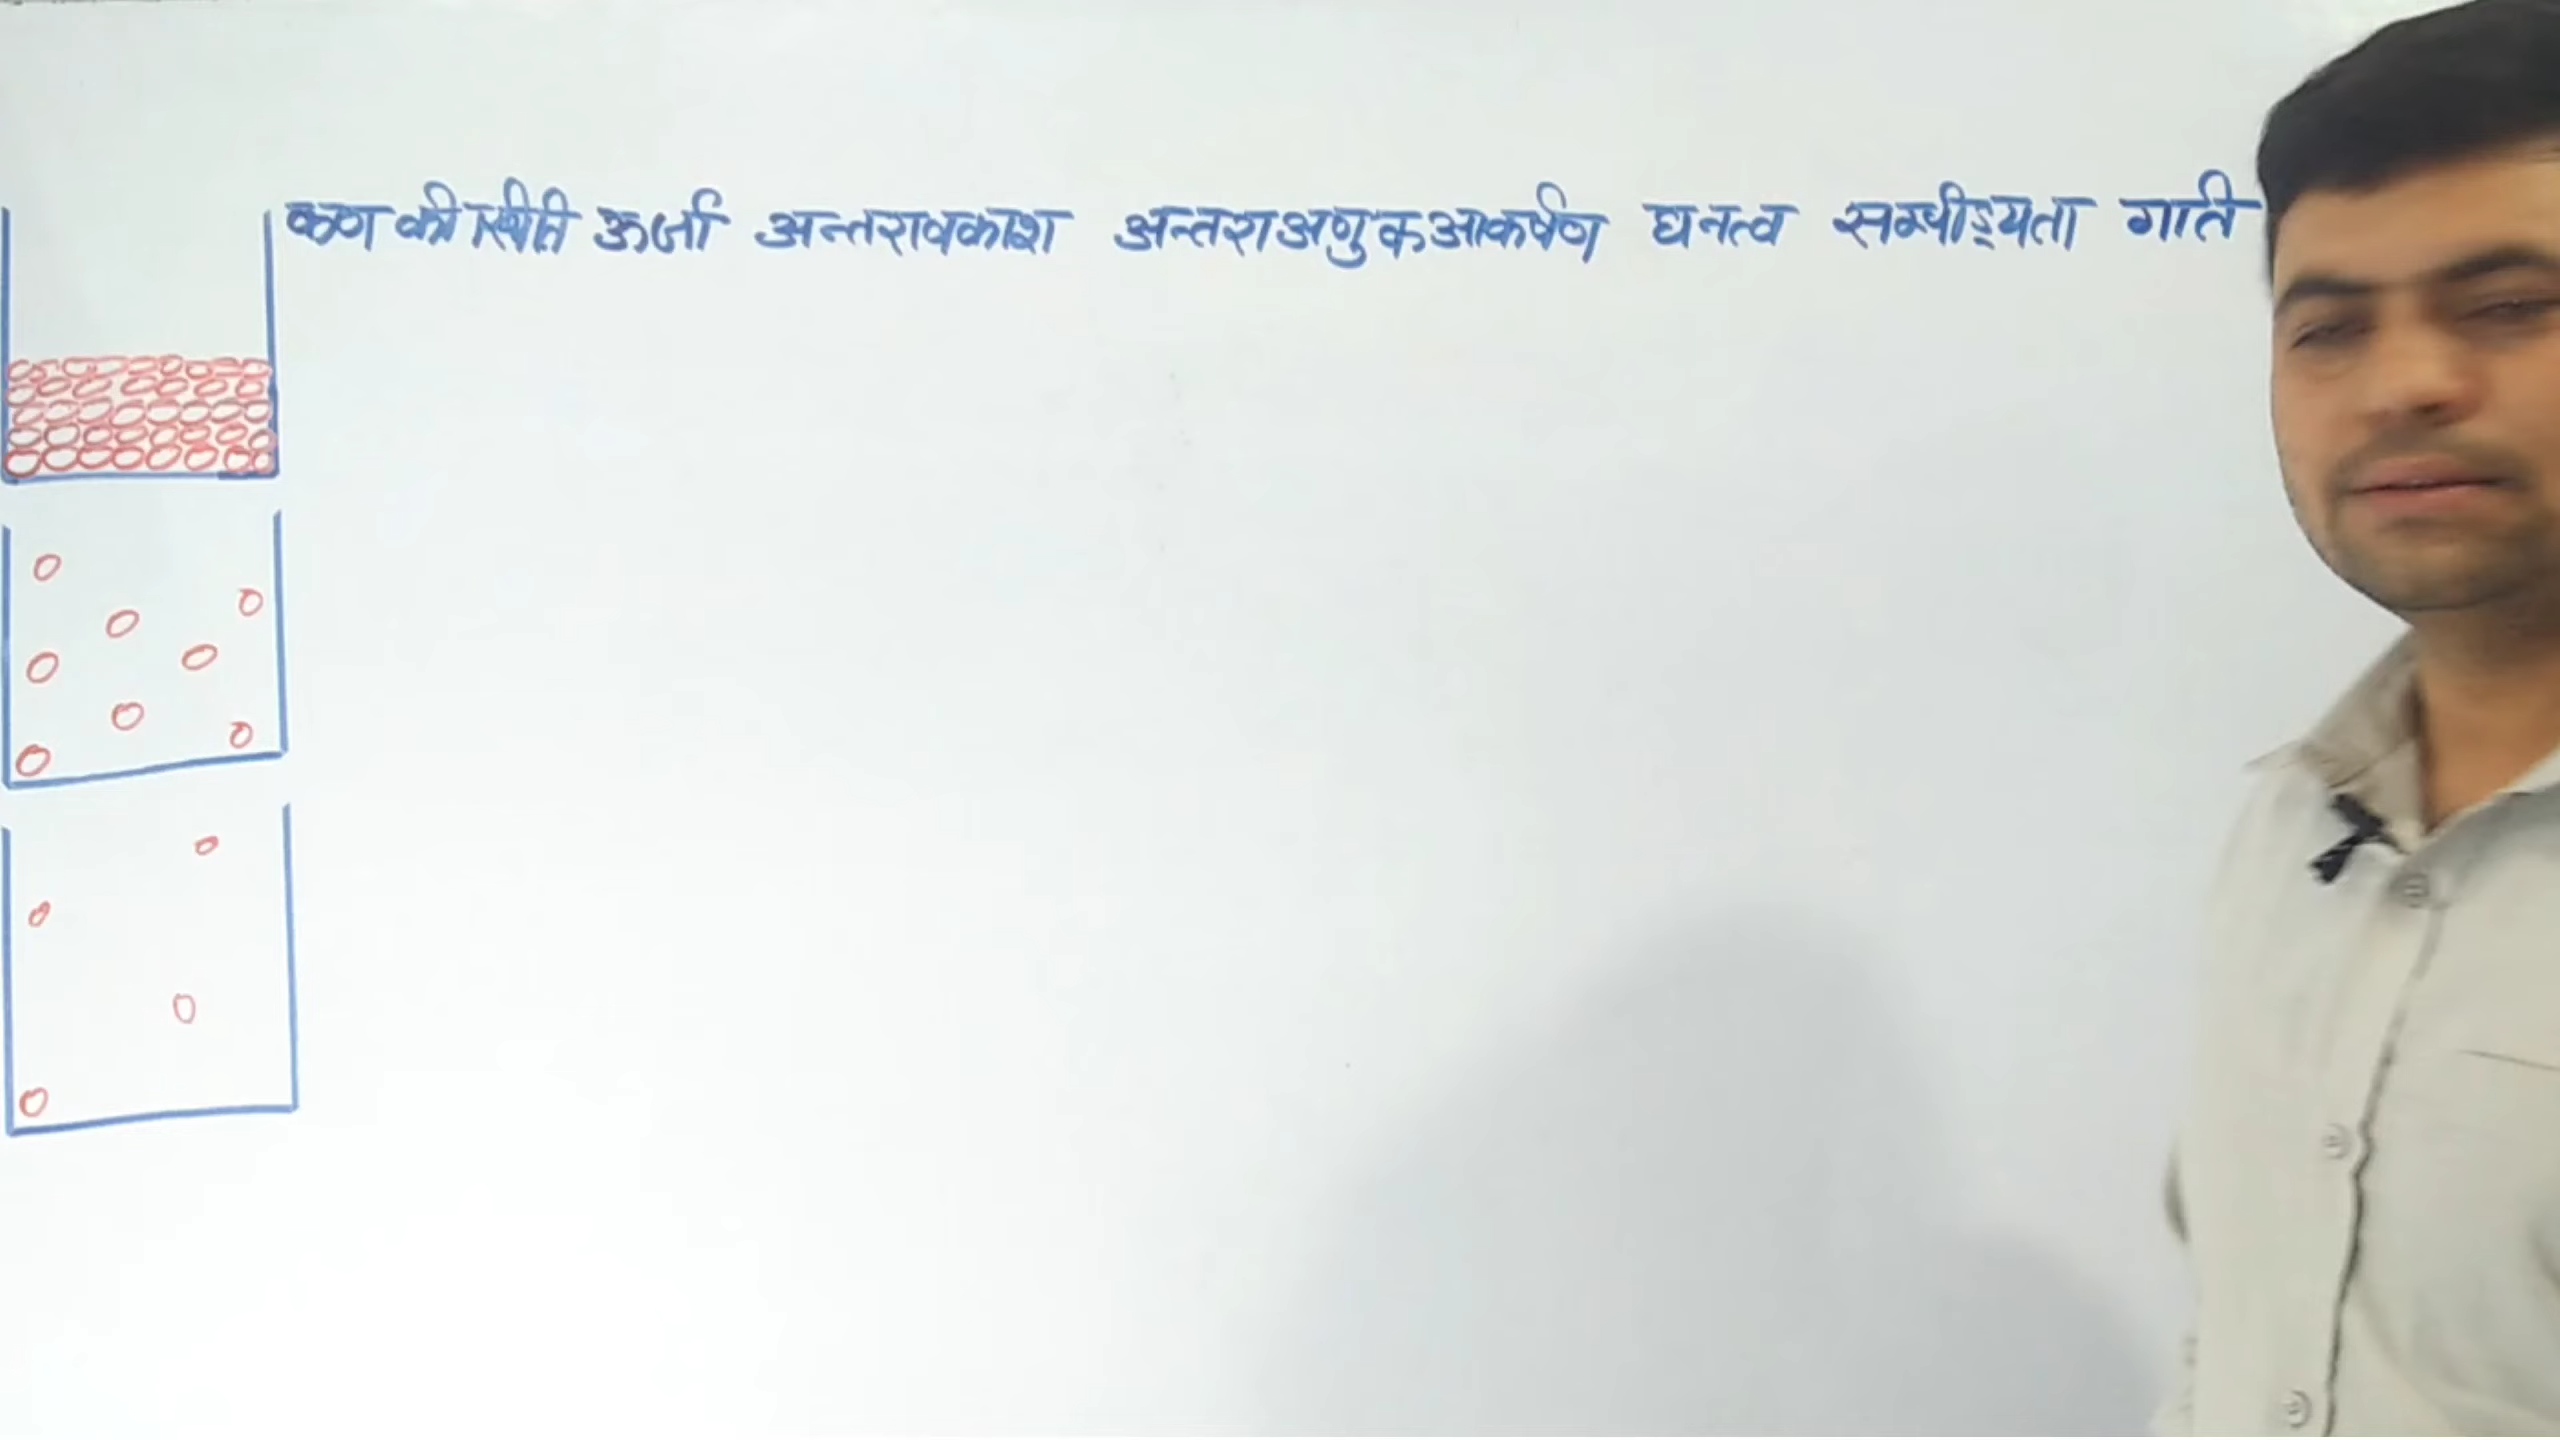 कण की स्थीति ऊर्जा अन्तरावकाश अन्तराअणुक आकर्षण घनत्व सम्पीड़्यता गति